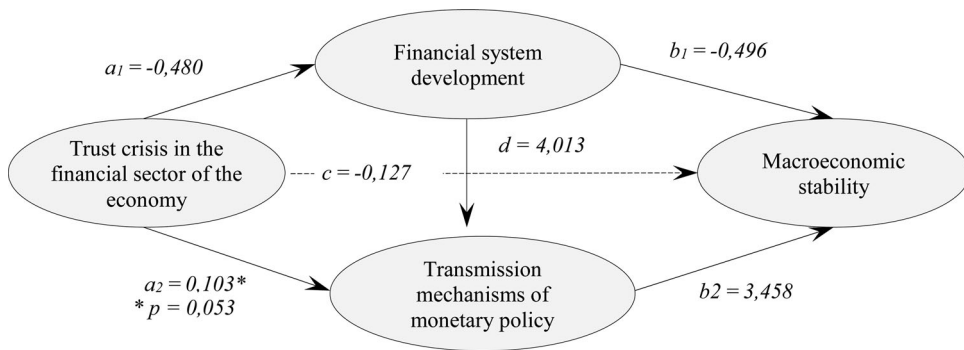 Financial system
development
a1 = -0,480
b1 = -0,496
Trust crisis in the
financial sector of the
economy
c = -0,127
d = 4,013
Macroeconomic
stability
a2 = 0,103*
* p = 0,053
Transmission
mechanisms of
monetary policy
b2 = 3,458